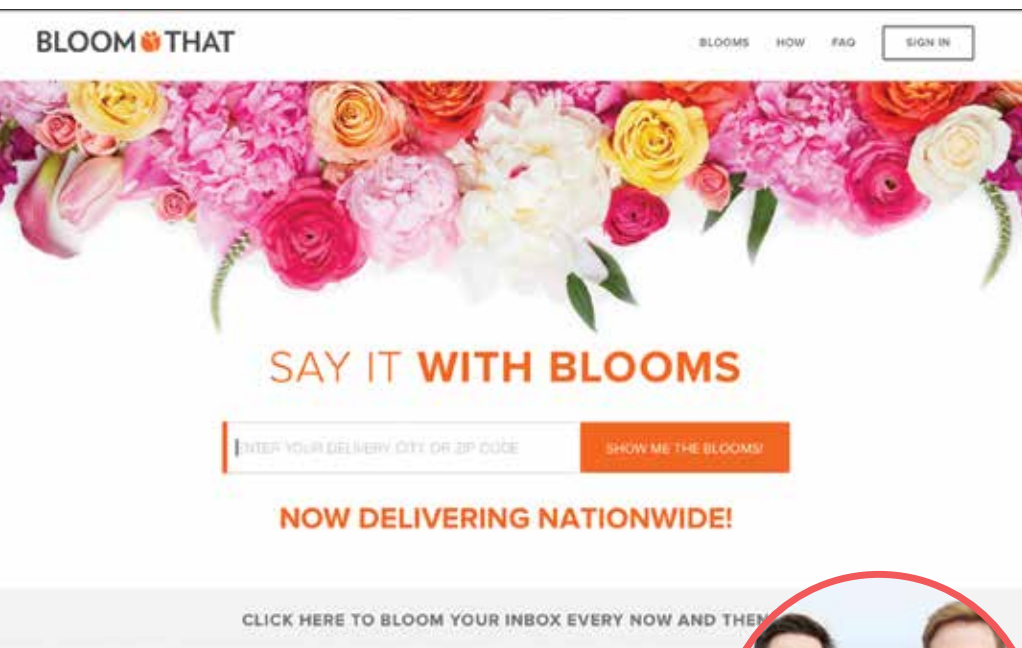 BLOOM THAT
BLOOMS HOW FAQ SIGN IN
SAY IT WITH BLOOMS
ENTER YOUR DELIVERY CITY OR ZIP CODE
SHOW ME THE BLOOMS!
NOW DELIVERING NATIONWIDE!
CLICK HERE TO BLOOM YOUR INBOX EVERY NOW AND THEN